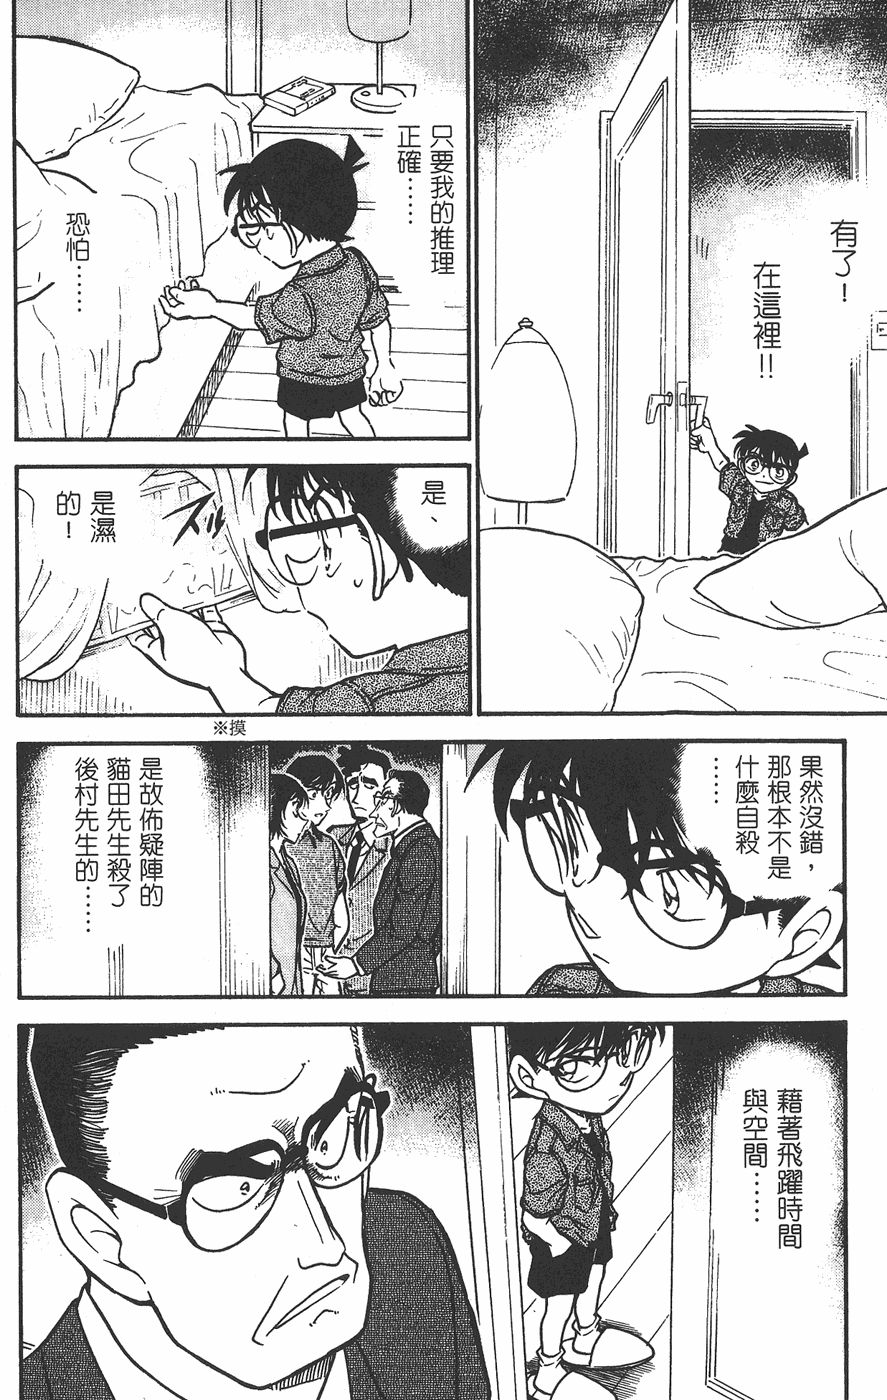 有了！
在這裡!!
只要我的推理
正確……
恐怕……
是、
是濕
的！
ズル
※摸
果然沒錯，
那根本不是
什麼自殺
……
是故佈疑陣的
貓田先生殺了
後村先生的……
藉著飛躍時間
與空間……